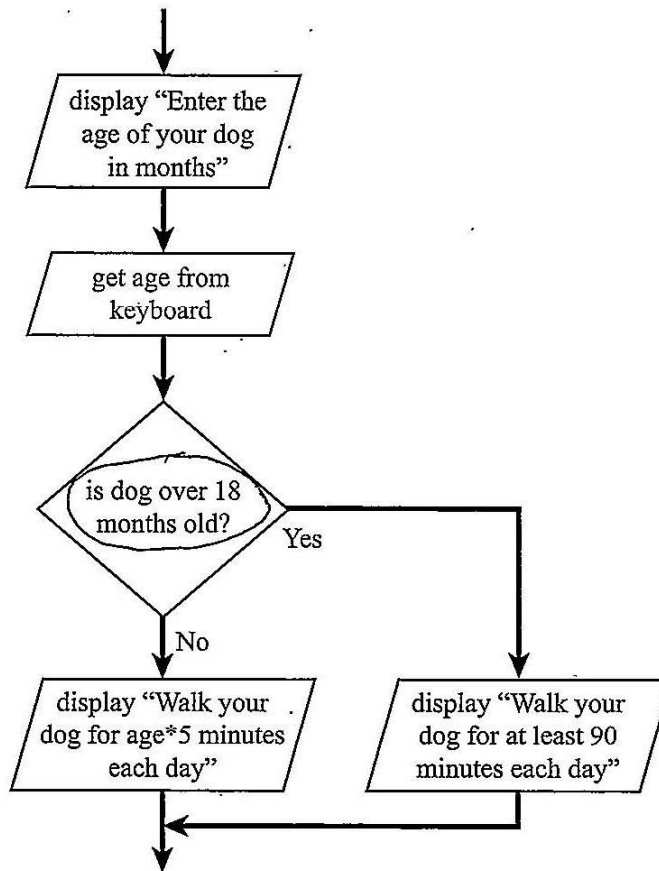 display “Enter the
age of your dog
in months”
get age from
keyboard
is dog over 18
months old?
Yes
No
display “Walk your
dog for age*5 minutes
each day”
display “Walk your
dog for at least 90
minutes each day”